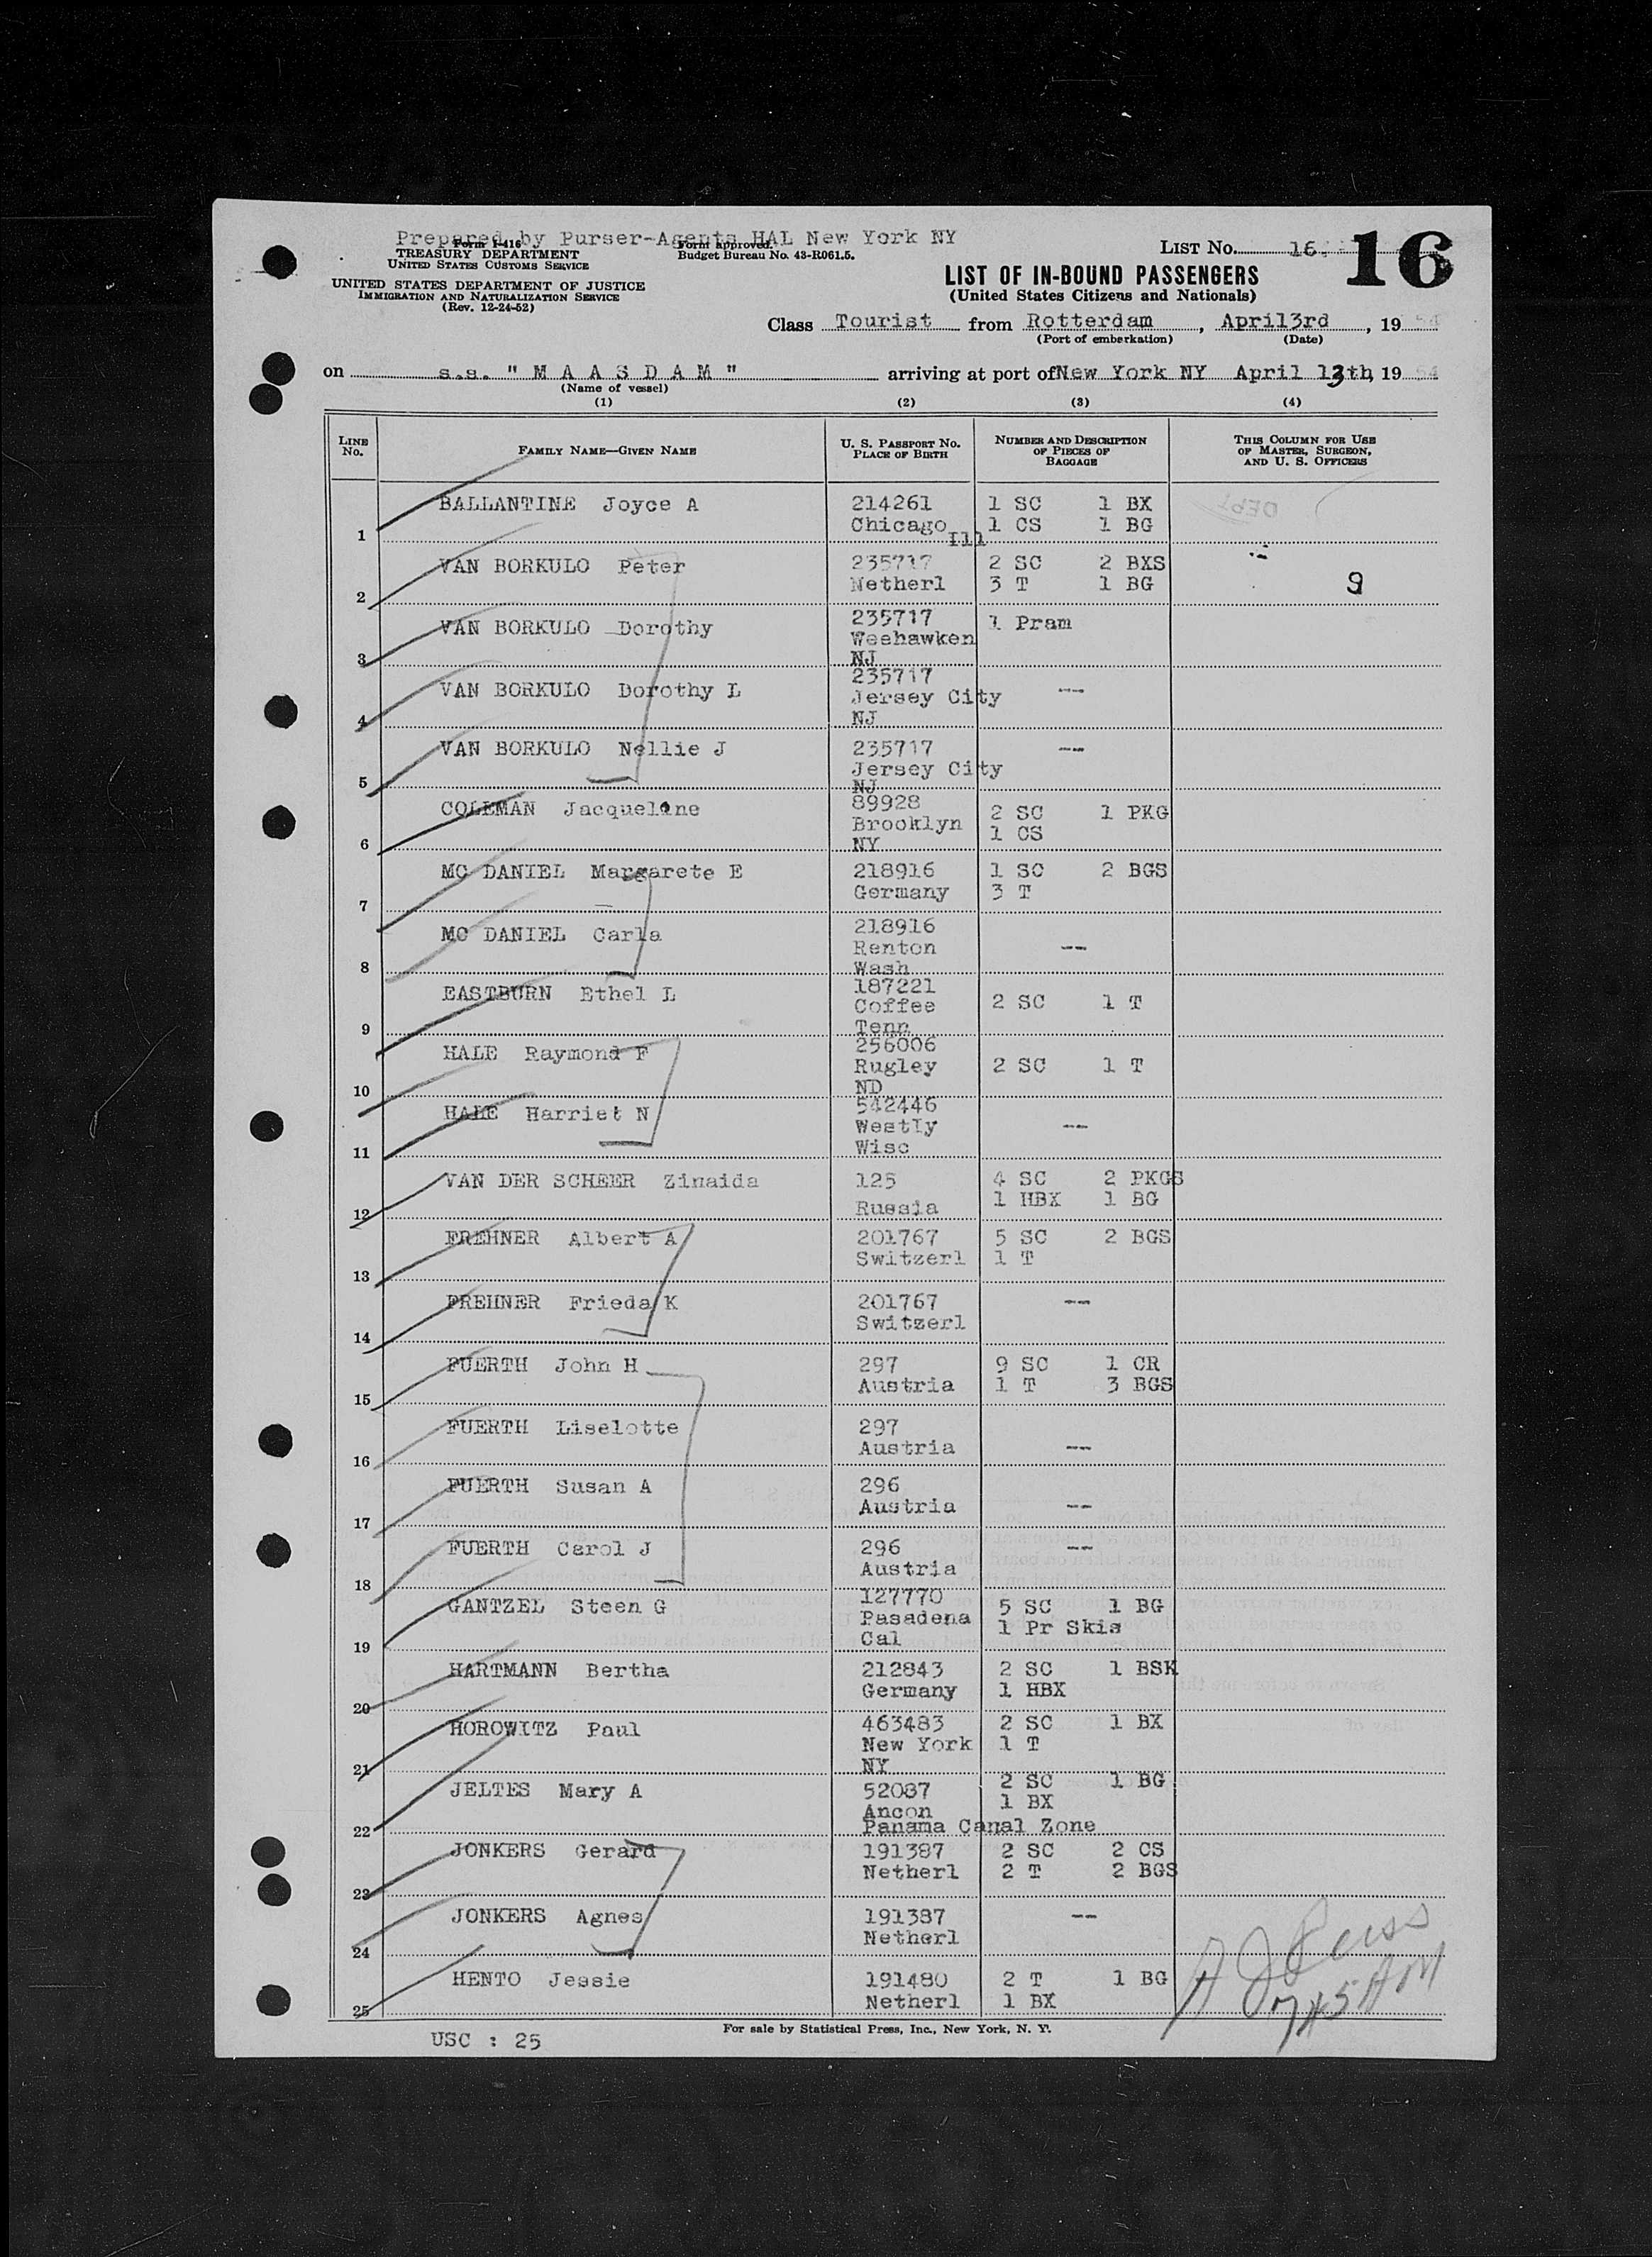 Prepared by Purser-Agents HAL New York NY
Form I-416
TREASURY DEPARTMENT
UNITED STATES CUSTOMS SERVICE
Form approved.
Budget Bureau No. 43-R061.5.
LIST No. 16. 16
UNITED STATES DEPARTMENT OF JUSTICE
IMMIGRATION AND NATURALIZATION SERVICE
(Rev. 12-24-52)
LIST OF IN-BOUND PASSENGERS
(United States Citizens and Nationals)
Class Tourist from Rotterdam, April3rd, 19 54
(Port of embarkation) (Date)
on s.s. " M A A S D A M " arriving at port of New York NY April 13th, 19 54
(Name of vessel)
(1) (2) (3) (4)
LINE No. FAMILY NAME—GIVEN NAME U. S. PASSPORT No. PLACE OF BIRTH NUMBER AND DESCRIPTION OF PIECES OF BAGGAGE THIS COLUMN FOR USE OF MASTER, SURGEON, AND U. S. OFFICERS
1 BALLANTINE Joyce A 214261 1 SC 1 BX
Chicago Ill 1 CS 1 BG
2 VAN BORKULO Peter 235717 2 SC 2 BXS
Netherl 3 T 1 BG 9
3 VAN BORKULO Dorothy 235717 1 Pram
Weehawken
NJ
4 VAN BORKULO Dorothy L 235717 --
Jersey City
NJ
5 VAN BORKULO Nellie J 235717 --
Jersey City
NJ
6 COLEMAN Jacqueline 89928 2 SC 1 PKG
Brooklyn 1 CS
NY
7 MC DANIEL Margarete E 218916 1 SC 2 BGS
Germany 3 T
8 MC DANIEL Carla 218916 --
Renton
Wash
9 EASTBURN Ethel L 187221 2 SC 1 T
Coffee
Tenn
10 HALE Raymond F 256006 2 SC 1 T
Rugley
ND
11 HALE Harriet N 542446 --
Westly
Wisc
12 VAN DER SCHEER Zinaida 125 4 SC 2 PKGS
Russia 1 HBX 1 BG
13 FREHNER Albert A 201767 5 SC 2 BGS
Switzerl 1 T
14 FREHNER Frieda K 201767 --
Switzerl
15 FUERTH John H 297 9 SC 1 CR
Austria 1 T 3 BGS
16 FUERTH Liselotte 297 --
Austria
17 FUERTH Susan A 296 --
Austria
18 FUERTH Carol J 296 --
Austria
19 GANTZEL Steen G 127770 5 SC 1 BG
Pasadena 1 Pr Skis
Cal
20 HARTMANN Bertha 212843 2 SC 1 BSK
Germany 1 HBX
21 HOROWITZ Paul 463483 2 SC 1 BX
New York 1 T
NY
22 JELTES Mary A 52087 2 SC 1 BG
Ancon 1 BX
Panama Canal Zone
23 JONKERS Gerard 191387 2 SC 2 CS
Netherl 2 T 2 BGS
24 JONKERS Agnes 191387 --
Netherl
25 HENTO Jessie 191480 2 T 1 BG
Netherl 1 BX
745 AM
For sale by Statistical Press, Inc., New York, N. Y.
USC : 25